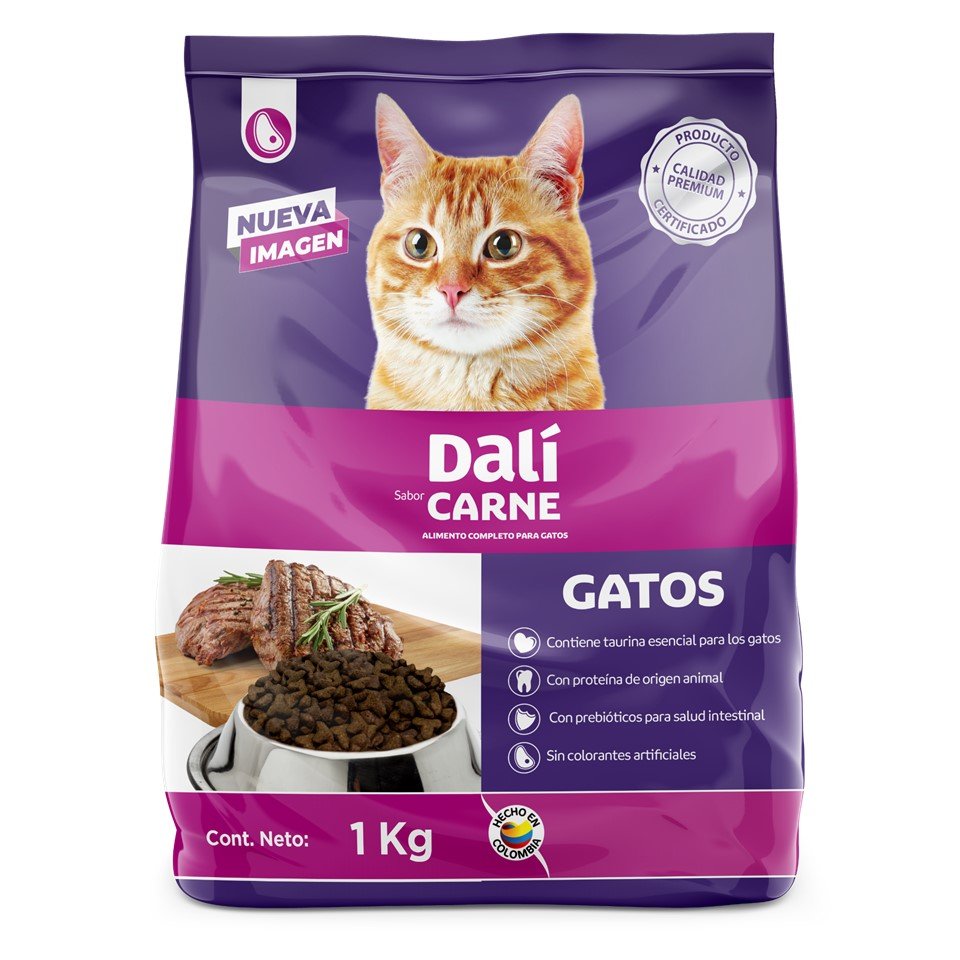 NUEVA
IMAGEN
PRODUCTO
CALIDAD
PREMIUM
CERTIFICADO
Dalí
Sabor CARNE
ALIMENTO COMPLETO PARA GATOS
GATOS
Contiene taurina esencial para los gatos
Con proteína de origen animal
Con prebióticos para salud intestinal
Sin colorantes artificiales
Cont. Neto: 1 Kg
HECHO EN
COLOMBIA